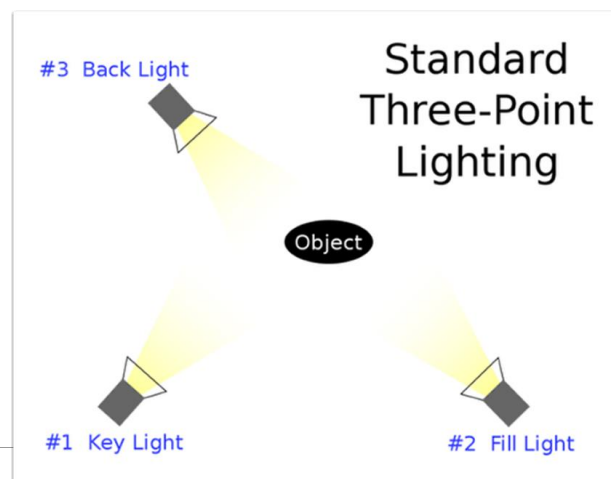 Standard
Three-Point
Lighting
#3 Back Light
Object
#1 Key Light
#2 Fill Light